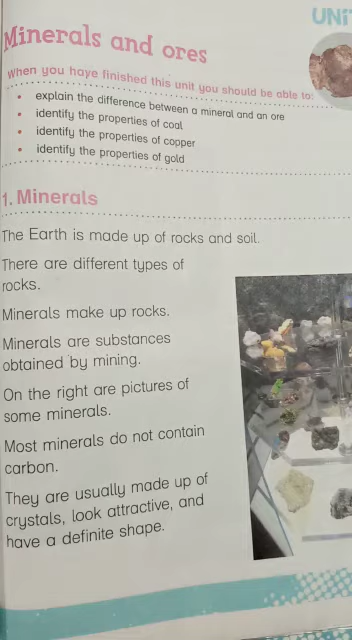 UNi
Minerals and ores
When you have finished this unit you should be able to:
• explain the difference between a mineral and an ore
• identify the properties of coal
• identify the properties of copper
• identify the properties of gold
1. Minerals
The Earth is made up of rocks and soil.
There are different types of
rocks.
Minerals make up rocks.
Minerals are substances
obtained by mining.
On the right are pictures of
some minerals.
Most minerals do not contain
carbon.
They are usually made up of
crystals, look attractive, and
have a definite shape.